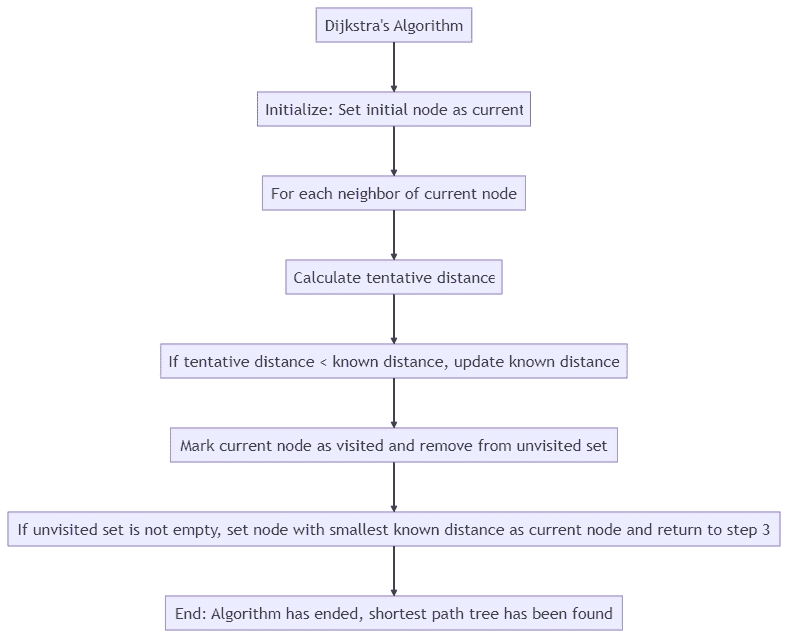 Dijkstra's Algorithm
Initialize: Set initial node as current
For each neighbor of current node
Calculate tentative distance
If tentative distance < known distance, update known distance
Mark current node as visited and remove from unvisited set
If unvisited set is not empty, set node with smallest known distance as current node and return to step 3
End: Algorithm has ended, shortest path tree has been found